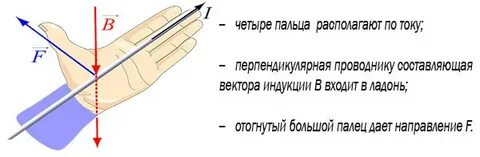 B
I
F
– четыре пальца располагают по току;
– перпендикулярная проводнику составляющая
вектора индукции В входит в ладонь;
– отогнутый большой палец дает направление F.